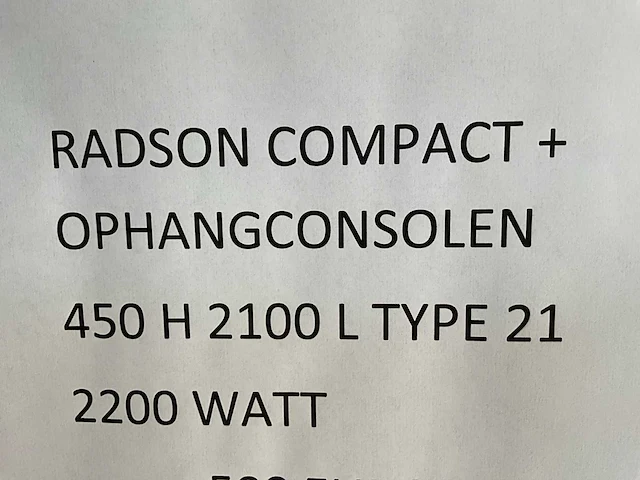 RADSON COMPACT +
OPHANGCONSOLEN
450 H 2100 L TYPE 21
2200 WATT